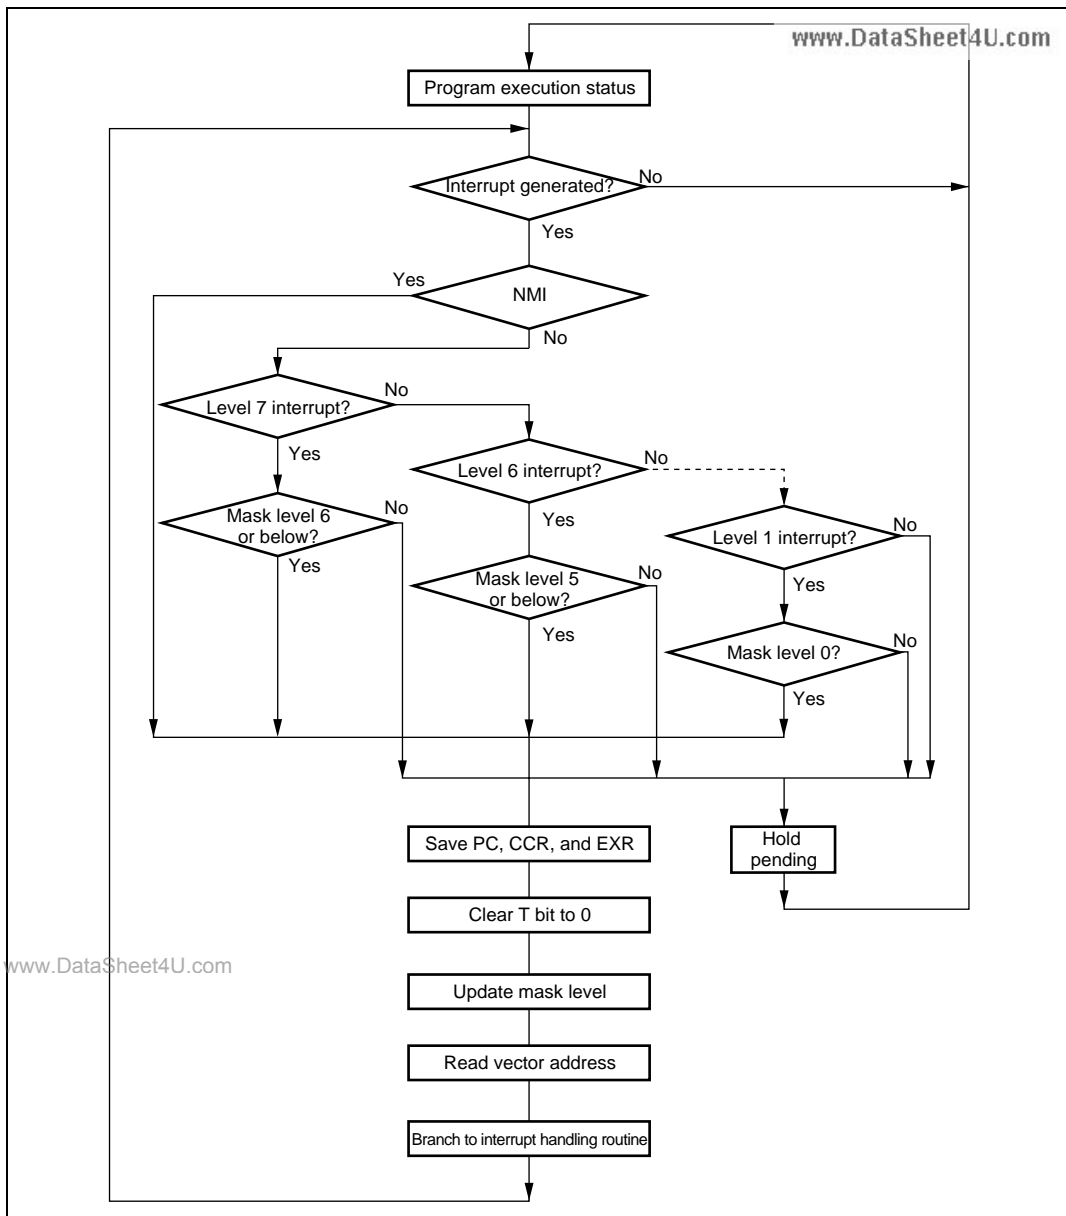 www.DataSheet4U.com
Program execution status
Interrupt generated?
No
Yes
Yes
NMI
No
Level 7 interrupt?
No
Yes
Level 6 interrupt?
No
Yes
Mask level 6
or below?
No
Yes
Level 1 interrupt?
No
Yes
Mask level 5
or below?
No
Yes
Mask level 0?
No
Yes
Save PC, CCR, and EXR
Hold
pending
Clear T bit to 0
www.DataSheet4U.com
Update mask level
Read vector address
Branch to interrupt handling routine